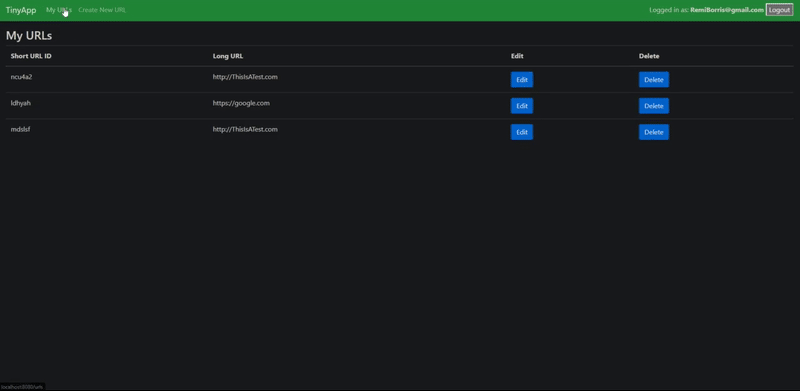 TinyApp My URLs Create New URL Logged in as: RemiBorris@gmail.com Logout
My URLs
Short URL ID Long URL Edit Delete
ncu4a2 http://ThisIsATest.com Edit Delete
ldhyah https://google.com Edit Delete
mdslsf http://ThisIsATest.com Edit Delete
localhost:8080/urls